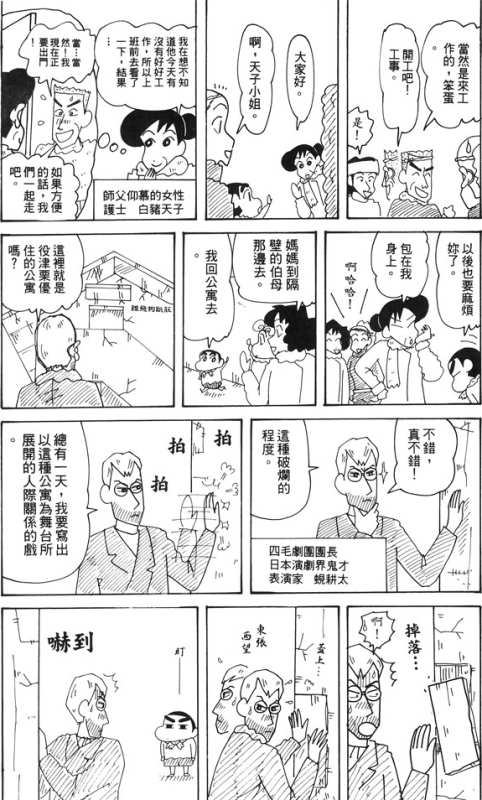 當然是來工
作的，笨蛋
。
開工吧！
工事。
是！
大家好。
啊，天子小姐。
我在想不知
道他今天有
沒有好好工
作，所以上
班前去看了
一下，結果
…
當…當
然！我
現在正
要出門
師父仰慕的女性
護士　白豬天子
如果方便
的話，我
們一起走
吧。
以後也要麻煩
妳了。
包在我
身上。
啊哈哈！
媽媽到隔
壁的伯母
那邊去。
我回公寓去
。
這裡就是
役津栗優
住的公寓
嗎？
不錯，
真不錯！
這種破爛的
程度。
四毛劇團團長
日本演劇界鬼才
表演家　蜆耕太
拍
拍
拍
總有一天，我要寫出
以這種公寓為舞台所
展開的人際關係的戲
。
掉落…
啊！
蓋上…
東張
西望
盯
嚇到